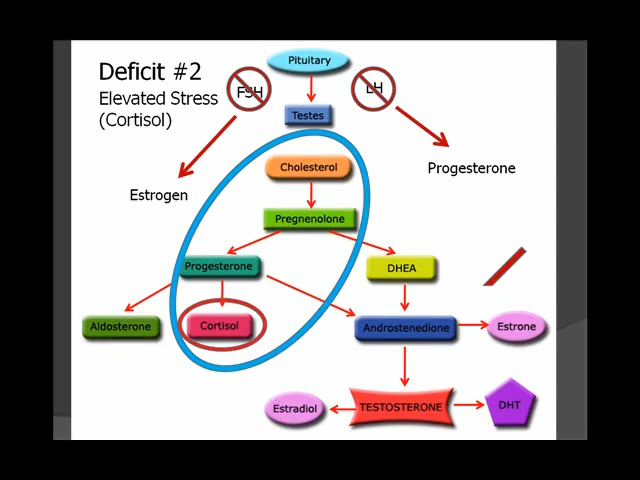 Deficit #2
Elevated Stress
(Cortisol)
Pituitary
FSH
LH
Testes
Cholesterol
Progesterone
Estrogen
Pregnenolone
Progesterone
DHEA
Aldosterone
Cortisol
Androstenedione
Estrone
Estradiol
TESTOSTERONE
DHT